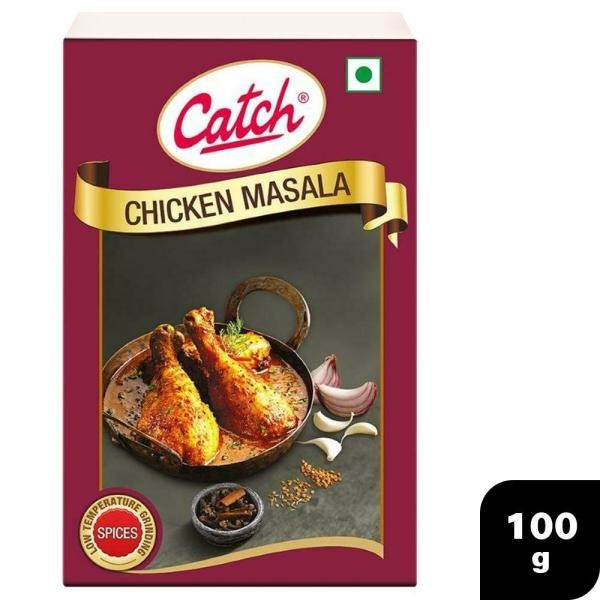 Catch®
CHICKEN MASALA
LOW TEMPERATURE GRINDING
SPICES
100
g